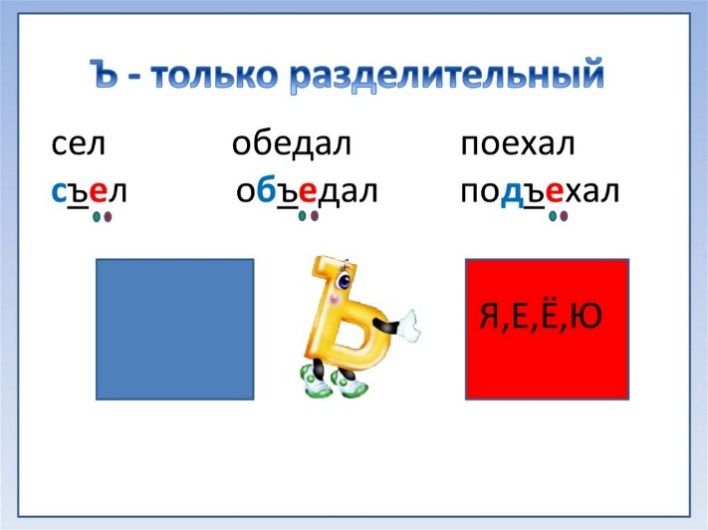 Ъ - только разделительный
сел обедал поехал
съел объедал подъехал
Ъ
Я,Е,Ё,Ю